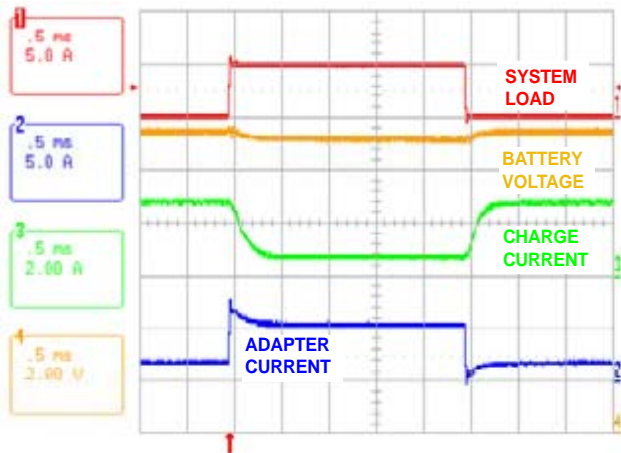 1
.5 ms
5.0 A
2
.5 ms
5.0 A
3
.5 ms
2.00 A
4
.5 ms
2.00 V
SYSTEM
LOAD
BATTERY
VOLTAGE
CHARGE
CURRENT
ADAPTER
CURRENT